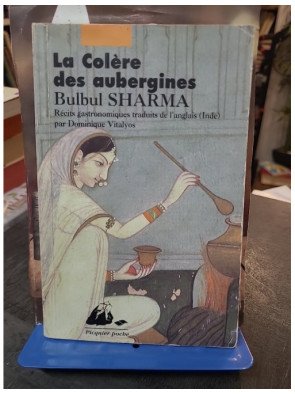 La Colère
des aubergines
Bulbul SHARMA
Récits gastronomiques traduits de l'anglais (Inde)
par Dominique Vitalyos
Picquier poche